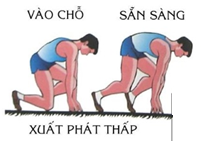 VÀO CHỖ SẴN SÀNG
XUẤT PHÁT THẤP